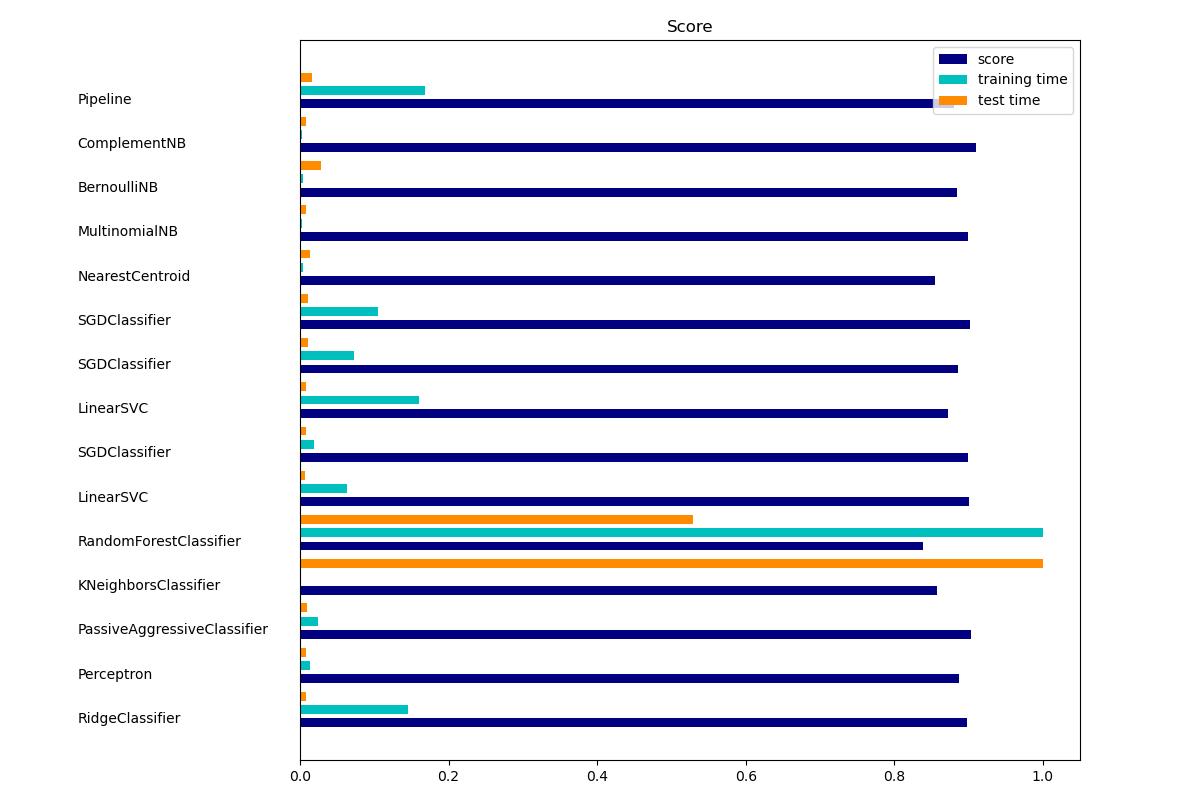 Score
score
training time
test time
Pipeline
ComplementNB
BernoulliNB
MultinomialNB
NearestCentroid
SGDClassifier
SGDClassifier
LinearSVC
SGDClassifier
LinearSVC
RandomForestClassifier
KNeighborsClassifier
PassiveAggressiveClassifier
Perceptron
RidgeClassifier
0.0 0.2 0.4 0.6 0.8 1.0